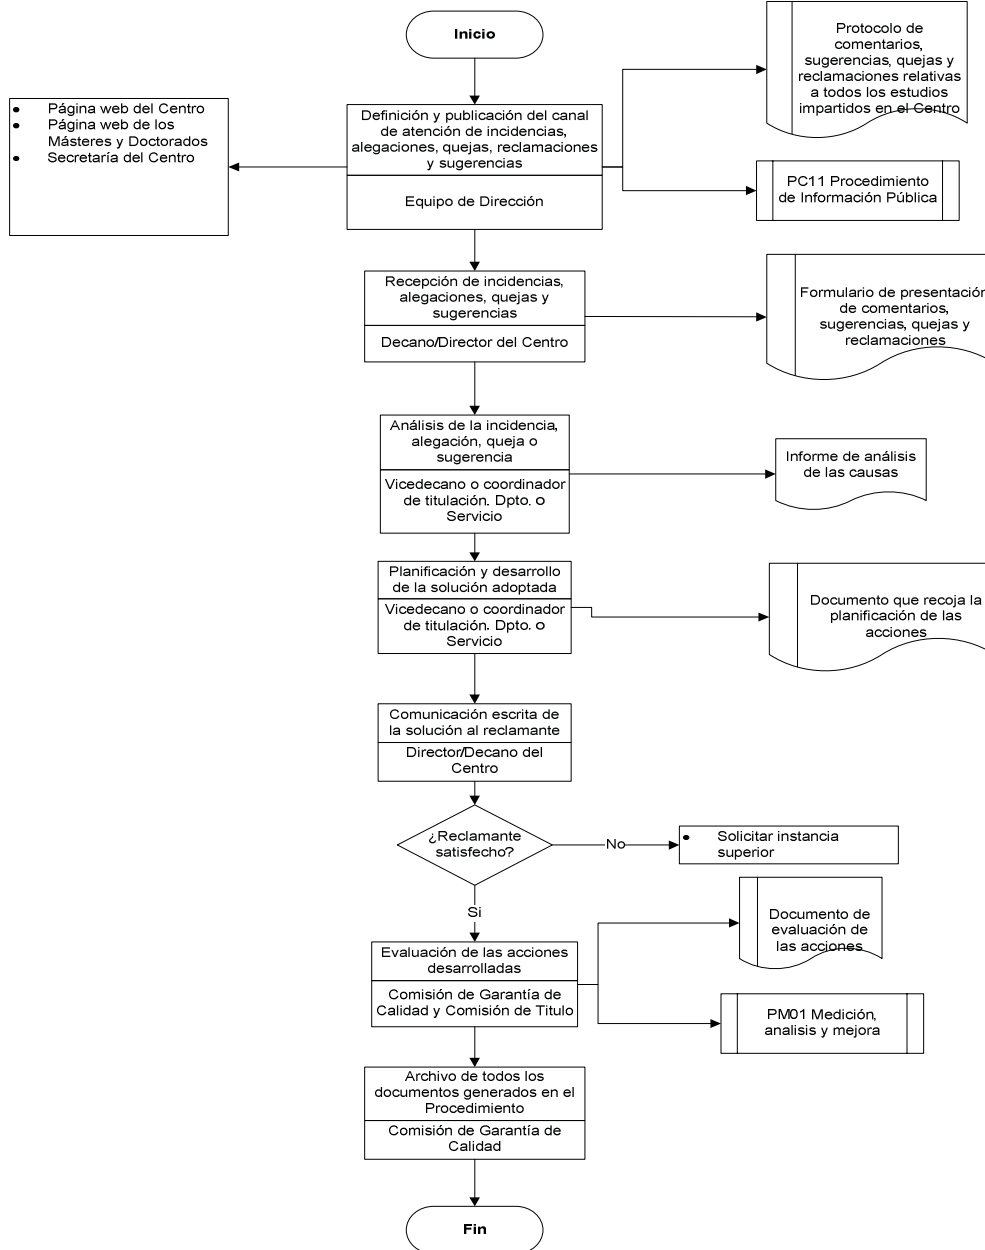 Inicio
Protocolo de
comentarios,
sugerencias, quejas y
reclamaciones relativas
a todos los estudios
impartidos en el Centro
• Página web del Centro
• Página web de los
Másteres y Doctorados
• Secretaría del Centro
Definición y publicación del canal
de atención de incidencias,
alegaciones, quejas, reclamaciones
y sugerencias
Equipo de Dirección
PC11 Procedimiento
de Información Pública
Recepción de incidencias,
alegaciones, quejas y
sugerencias
Decano/Director del Centro
Formulario de presentación
de comentarios,
sugerencias, quejas y
reclamaciones
Análisis de la incidencia,
alegación, queja o
sugerencia
Vicedecano o coordinador
de titulación. Dpto. o
Servicio
Informe de análisis
de las causas
Planificación y desarrollo
de la solución adoptada
Vicedecano o coordinador
de titulación. Dpto. o
Servicio
Documento que recoja la
planificación de las
acciones
Comunicación escrita de
la solución al reclamante
Director/Decano del
Centro
¿Reclamante
satisfecho?
No
• Solicitar instancia
superior
Si
Documento de
evaluación de
las acciones
Evaluación de las acciones
desarrolladas
Comisión de Garantía de
Calidad y Comisión de Titulo
PM01 Medición,
analisis y mejora
Archivo de todos los
documentos generados en el
Procedimiento
Comisión de Garantía de
Calidad
Fin